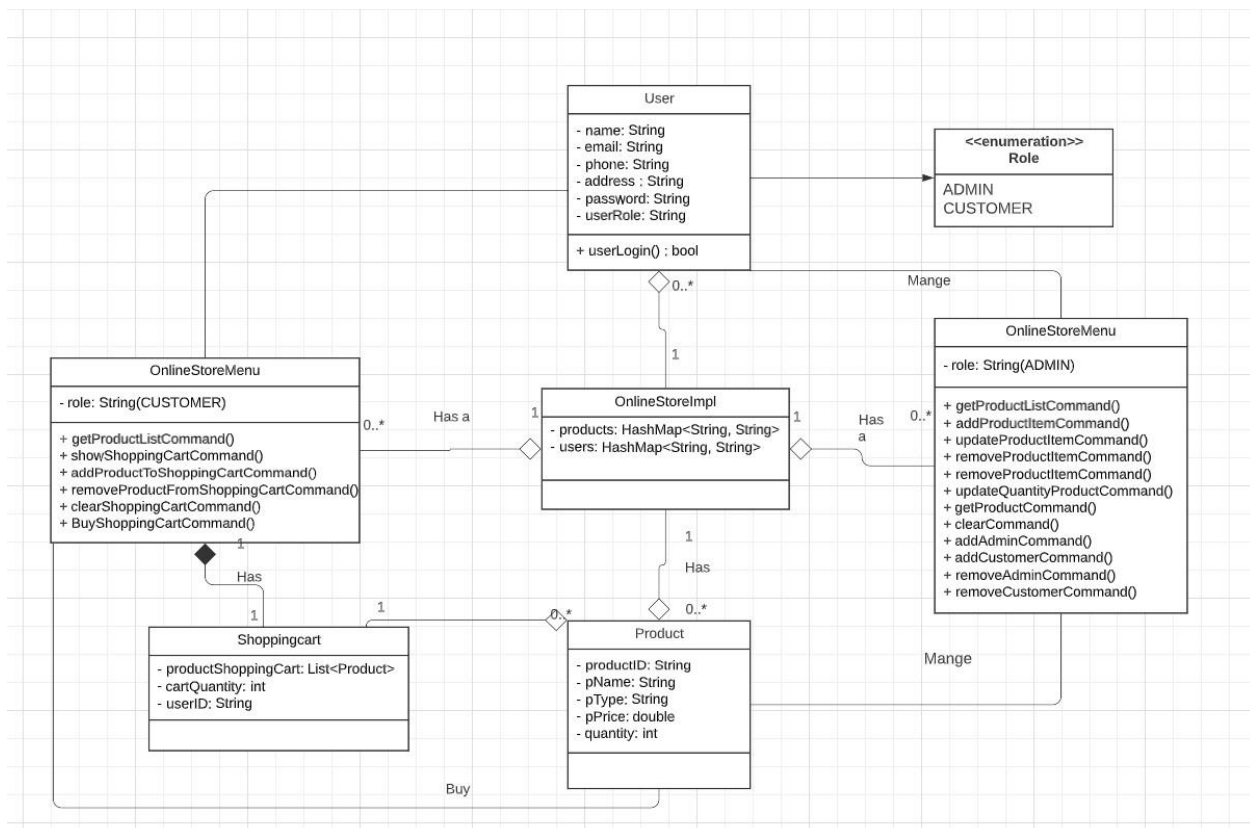 User
- name: String
- email: String
- phone: String
- address : String
- password: String
- userRole: String
+ userLogin() : bool
<<enumeration>>
Role
ADMIN
CUSTOMER
0..*
Mange
1
OnlineStoreMenu
- role: String(CUSTOMER)
+ getProductListCommand()
+ showShoppingCartCommand()
+ addProductToShoppingCartCommand()
+ removeProductFromShoppingCartCommand()
+ clearShoppingCartCommand()
+ BuyShoppingCartCommand()
0..*
Has a
1
OnlineStoreImpl
- products: HashMap<String, String>
- users: HashMap<String, String>
1
Has
a
0..*
OnlineStoreMenu
- role: String(ADMIN)
+ getProductListCommand()
+ addProductItemCommand()
+ updateProductItemCommand()
+ removeProductItemCommand()
+ removeProductItemCommand()
+ updateQuantityProductCommand()
+ getProductCommand()
+ clearCommand()
+ addAdminCommand()
+ addCustomerCommand()
+ removeAdminCommand()
+ removeCustomerCommand()
1
Has
1
1
Has
0..*
1
0..*
Shoppingcart
- productShoppingCart: List<Product>
- cartQuantity: int
- userID: String
Product
- productID: String
- pName: String
- pType: String
- pPrice: double
- quantity: int
Mange
Buy